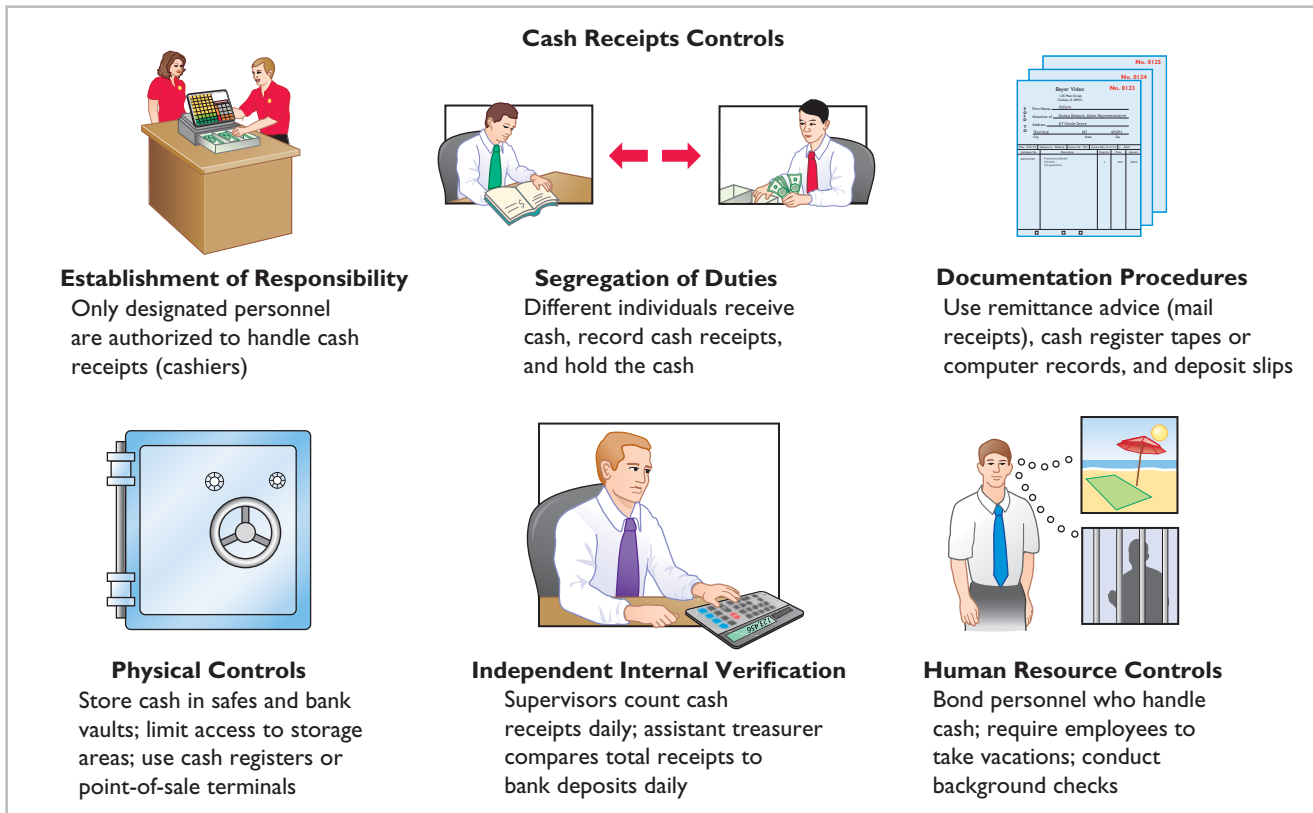 Cash Receipts Controls
No. 0125
No. 0124
No. 0123
Beyer Video
Establishment of Responsibility
Only designated personnel
are authorized to handle cash
receipts (cashiers)
Segregation of Duties
Different individuals receive
cash, record cash receipts,
and hold the cash
Documentation Procedures
Use remittance advice (mail
receipts), cash register tapes or
computer records, and deposit slips
123,456
Physical Controls
Store cash in safes and bank
vaults; limit access to storage
areas; use cash registers or
point-of-sale terminals
Independent Internal Verification
Supervisors count cash
receipts daily; assistant treasurer
compares total receipts to
bank deposits daily
Human Resource Controls
Bond personnel who handle
cash; require employees to
take vacations; conduct
background checks